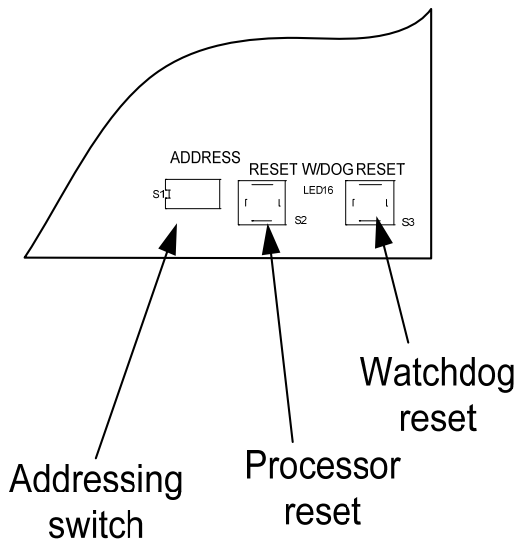 ADDRESS
RESET W/DOG RESET
S1
LED16
S2
S3
Watchdog
reset
Processor
reset
Addressing
switch